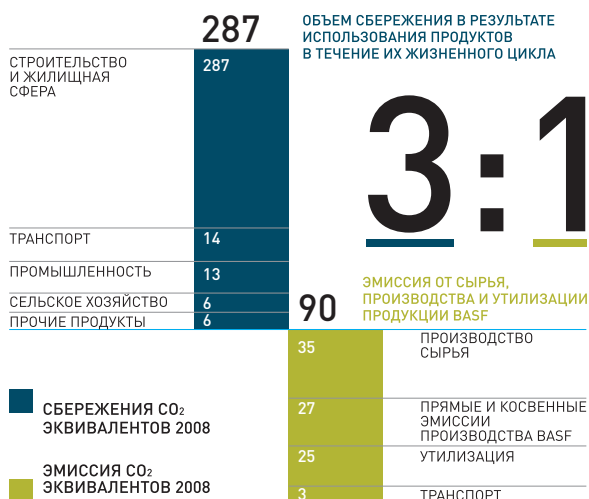 287
ОБЪЕМ СБЕРЕЖЕНИЯ В РЕЗУЛЬТАТЕ
ИСПОЛЬЗОВАНИЯ ПРОДУКТОВ
В ТЕЧЕНИЕ ИХ ЖИЗНЕННОГО ЦИКЛА
СТРОИТЕЛЬСТВО
И ЖИЛИЩНАЯ
СФЕРА
287
3:1
ТРАНСПОРТ 14
ПРОМЫШЛЕННОСТЬ 13
СЕЛЬСКОЕ ХОЗЯЙСТВО 6
ПРОЧИЕ ПРОДУКТЫ 6
90
ЭМИССИЯ ОТ СЫРЬЯ,
ПРОИЗВОДСТВА И УТИЛИЗАЦИИ
ПРОДУКЦИИ BASF
35
ПРОИЗВОДСТВО
СЫРЬЯ
27
ПРЯМЫЕ И КОСВЕННЫЕ
ЭМИССИИ
ПРОИЗВОДСТВА BASF
25 УТИЛИЗАЦИЯ
3 ТРАНСПОРТ
СБЕРЕЖЕНИЯ CO2
ЭКВИВАЛЕНТОВ 2008
ЭМИССИЯ CO2
ЭКВИВАЛЕНТОВ 2008